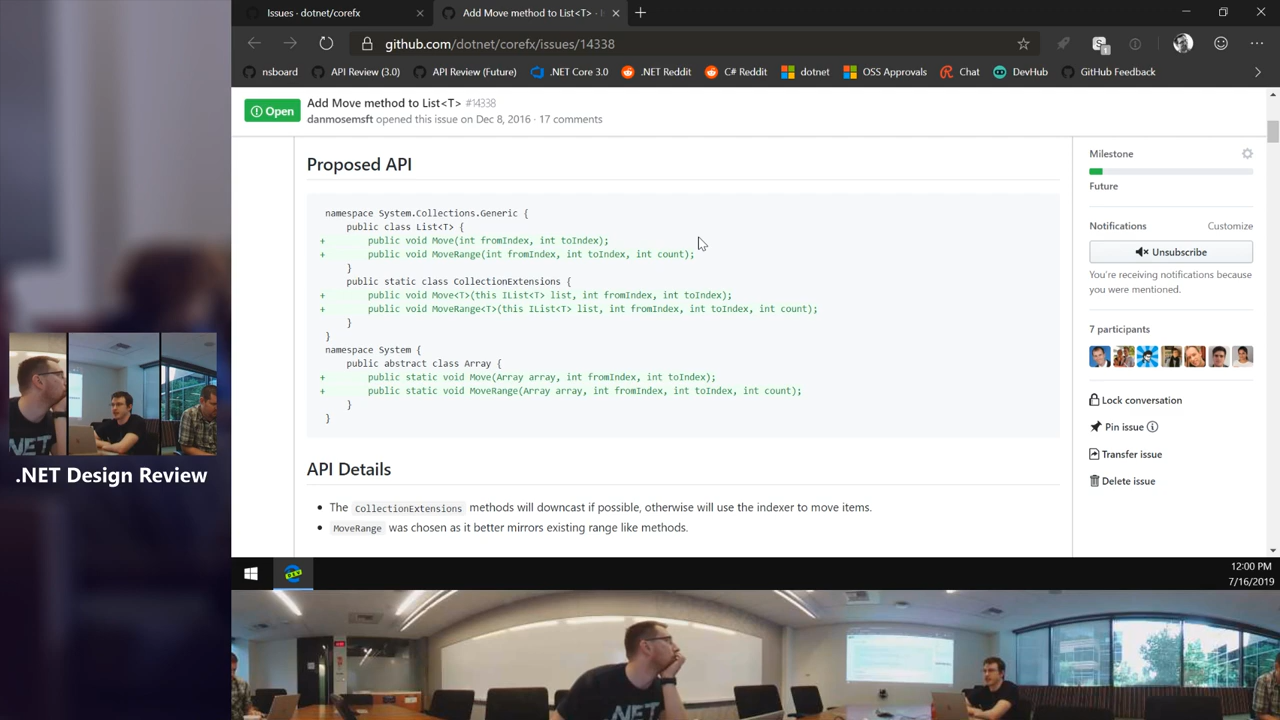 Issues · dotnet/corefx
Add Move method to List<T> · I
github.com/dotnet/corefx/issues/14338
nsboard
API Review (3.0)
API Review (Future)
.NET Core 3.0
.NET Reddit
C# Reddit
dotnet
OSS Approvals
Chat
DevHub
GitHub Feedback
Open
Add Move method to List<T> #14338
danmosemsft opened this issue on Dec 8, 2016 · 17 comments
Proposed API
namespace System.Collections.Generic {
public class List<T> {
+ public void Move(int fromIndex, int toIndex);
+ public void MoveRange(int fromIndex, int toIndex, int count);
}
public static class CollectionExtensions {
+ public void Move<T>(this IList<T> list, int fromIndex, int toIndex);
+ public void MoveRange<T>(this IList<T> list, int fromIndex, int toIndex, int count);
}
}
namespace System {
public abstract class Array {
+ public static void Move(Array array, int fromIndex, int toIndex);
+ public static void MoveRange(Array array, int fromIndex, int toIndex, int count);
}
}
API Details
• The CollectionExtensions methods will downcast if possible, otherwise will use the indexer to move items.
• MoveRange was chosen as it better mirrors existing range like methods.
Milestone
Future
Notifications
Customize
Unsubscribe
You're receiving notifications because
you were mentioned.
7 participants
Lock conversation
Pin issue
Transfer issue
Delete issue
.NET Design Review
12:00 PM
7/16/2019
.NET